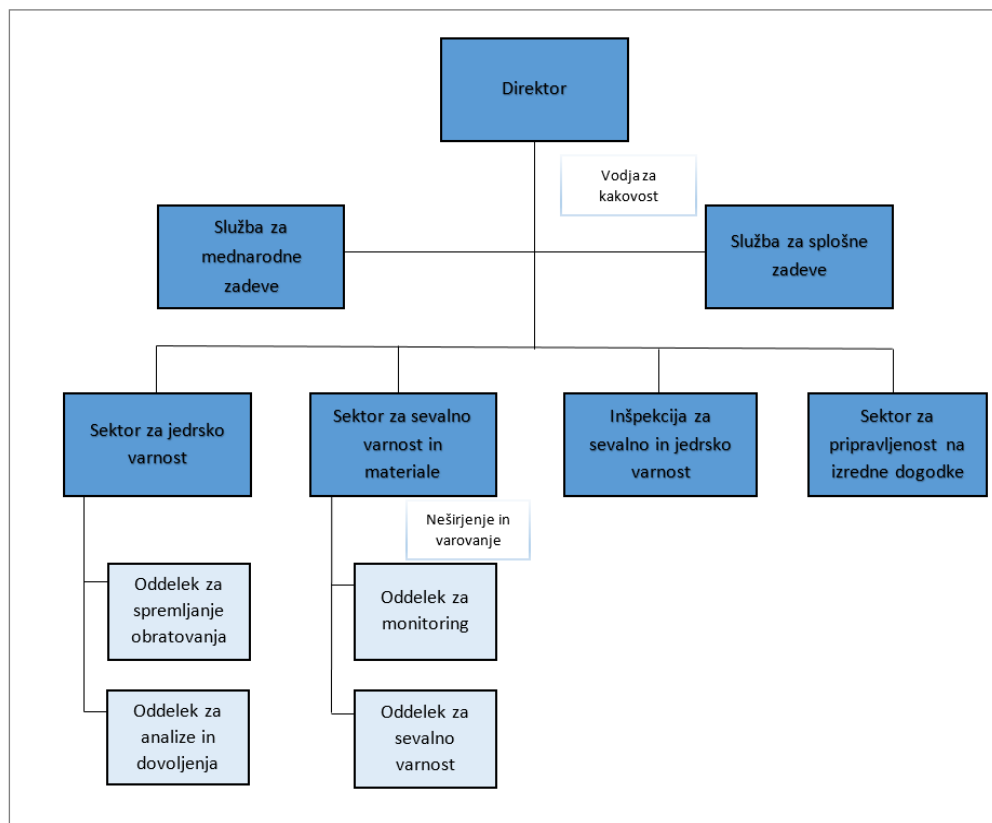 Direktor
Vodja za
kakovost
Služba za
mednarodne
zadeve
Služba za splošne
zadeve
Sektor za jedrsko
varnost
Sektor za sevalno
varnost in
materiale
Inšpekcija za
sevalno in jedrsko
varnost
Sektor za
pripravljenost na
izredne dogodke
Neširjenje in
varovanje
Oddelek za
spremljanje
obratovanja
Oddelek za
monitoring
Oddelek za
analize in
dovoljenja
Oddelek za
sevalno
varnost